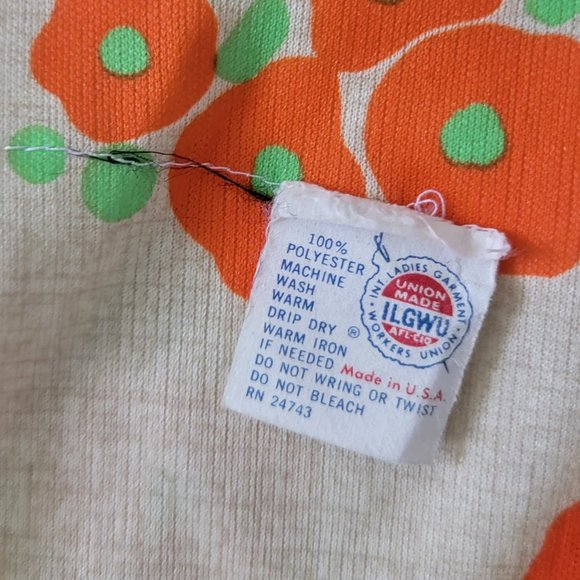 100%
POLYESTER
MACHINE
WASH
WARM
DRIP DRY
WARM IRON
IF NEEDED
DO NOT WRING OR TWIST
DO NOT BLEACH
RN 24743
INT. LADIES GARMENT
WORKERS UNION
UNION
MADE
ILGWU
AFL-CIO
®
Made in U.S.A.